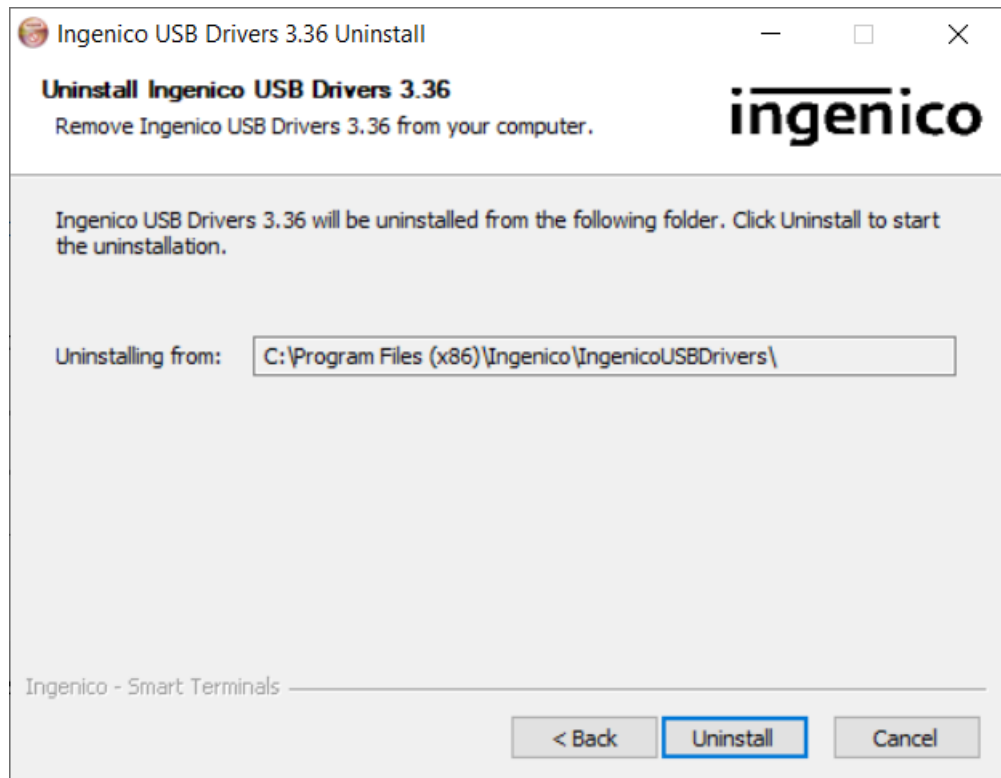 Ingenico USB Drivers 3.36 Uninstall
Uninstall Ingenico USB Drivers 3.36
Remove Ingenico USB Drivers 3.36 from your computer.
ingenico
Ingenico USB Drivers 3.36 will be uninstalled from the following folder. Click Uninstall to start
the uninstallation.
Uninstalling from: C:\Program Files (x86)\Ingenico\IngenicoUSBDrivers\
Ingenico - Smart Terminals
< Back Uninstall Cancel